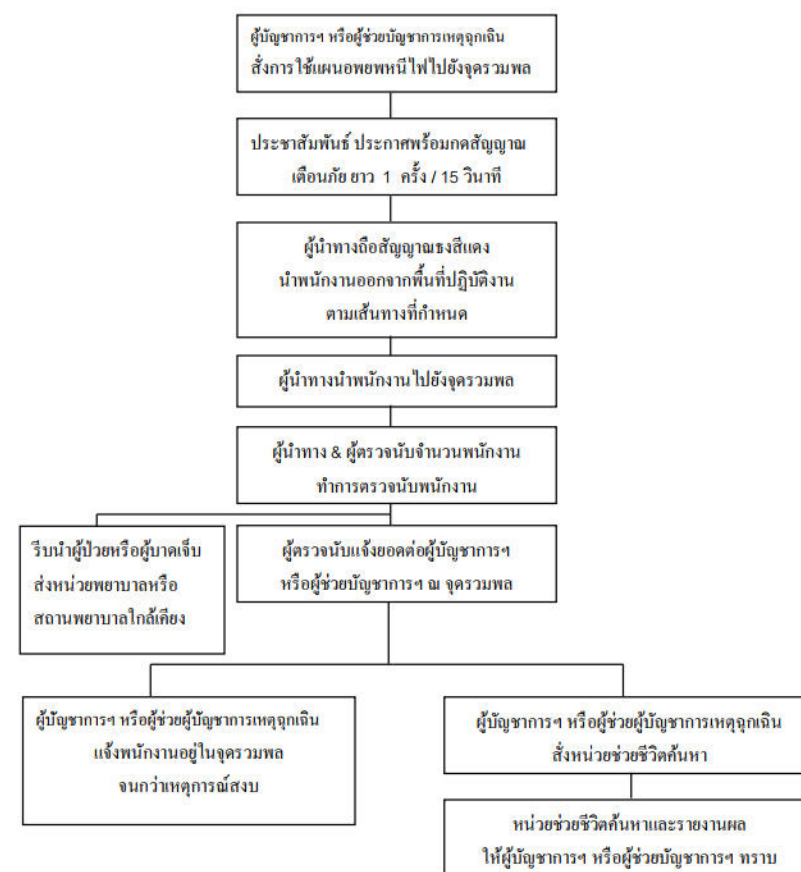 ผู้บัญชาการฯ หรือผู้ช่วยบัญชาการเหตุฉุกเฉิน
สั่งการใช้แผนอพยพหนีไฟไปยังจุดรวมพล
ประชาสัมพันธ์ ประกาศพร้อมกดสัญญาณ
เตือนภัย ยาว 1 ครั้ง / 15 วินาที
ผู้นำทางถือสัญญาณธงสีแดง
นำพนักงานออกจากพื้นที่ปฏิบัติงาน
ตามเส้นทางที่กำหนด
ผู้นำทางนำพนักงานไปยังจุดรวมพล
ผู้นำทาง & ผู้ตรวจนับจำนวนพนักงาน
ทำการตรวจนับพนักงาน
รีบนำผู้ป่วยหรือผู้บาดเจ็บ
ส่งหน่วยพยาบาลหรือ
สถานพยาบาลใกล้เคียง
ผู้ตรวจนับแจ้งยอดต่อผู้บัญชาการฯ
หรือผู้ช่วยบัญชาการฯ ณ จุดรวมพล
ผู้บัญชาการฯ หรือผู้ช่วยผู้บัญชาการเหตุฉุกเฉิน
แจ้งพนักงานอยู่ในจุดรวมพล
จนกว่าเหตุการณ์สงบ
ผู้บัญชาการฯ หรือผู้ช่วยผู้บัญชาการเหตุฉุกเฉิน
สั่งหน่วยช่วยชีวิตค้นหา
หน่วยช่วยชีวิตค้นหาและรายงานผล
ให้ผู้บัญชาการฯ หรือผู้ช่วยบัญชาการฯ ทราบ